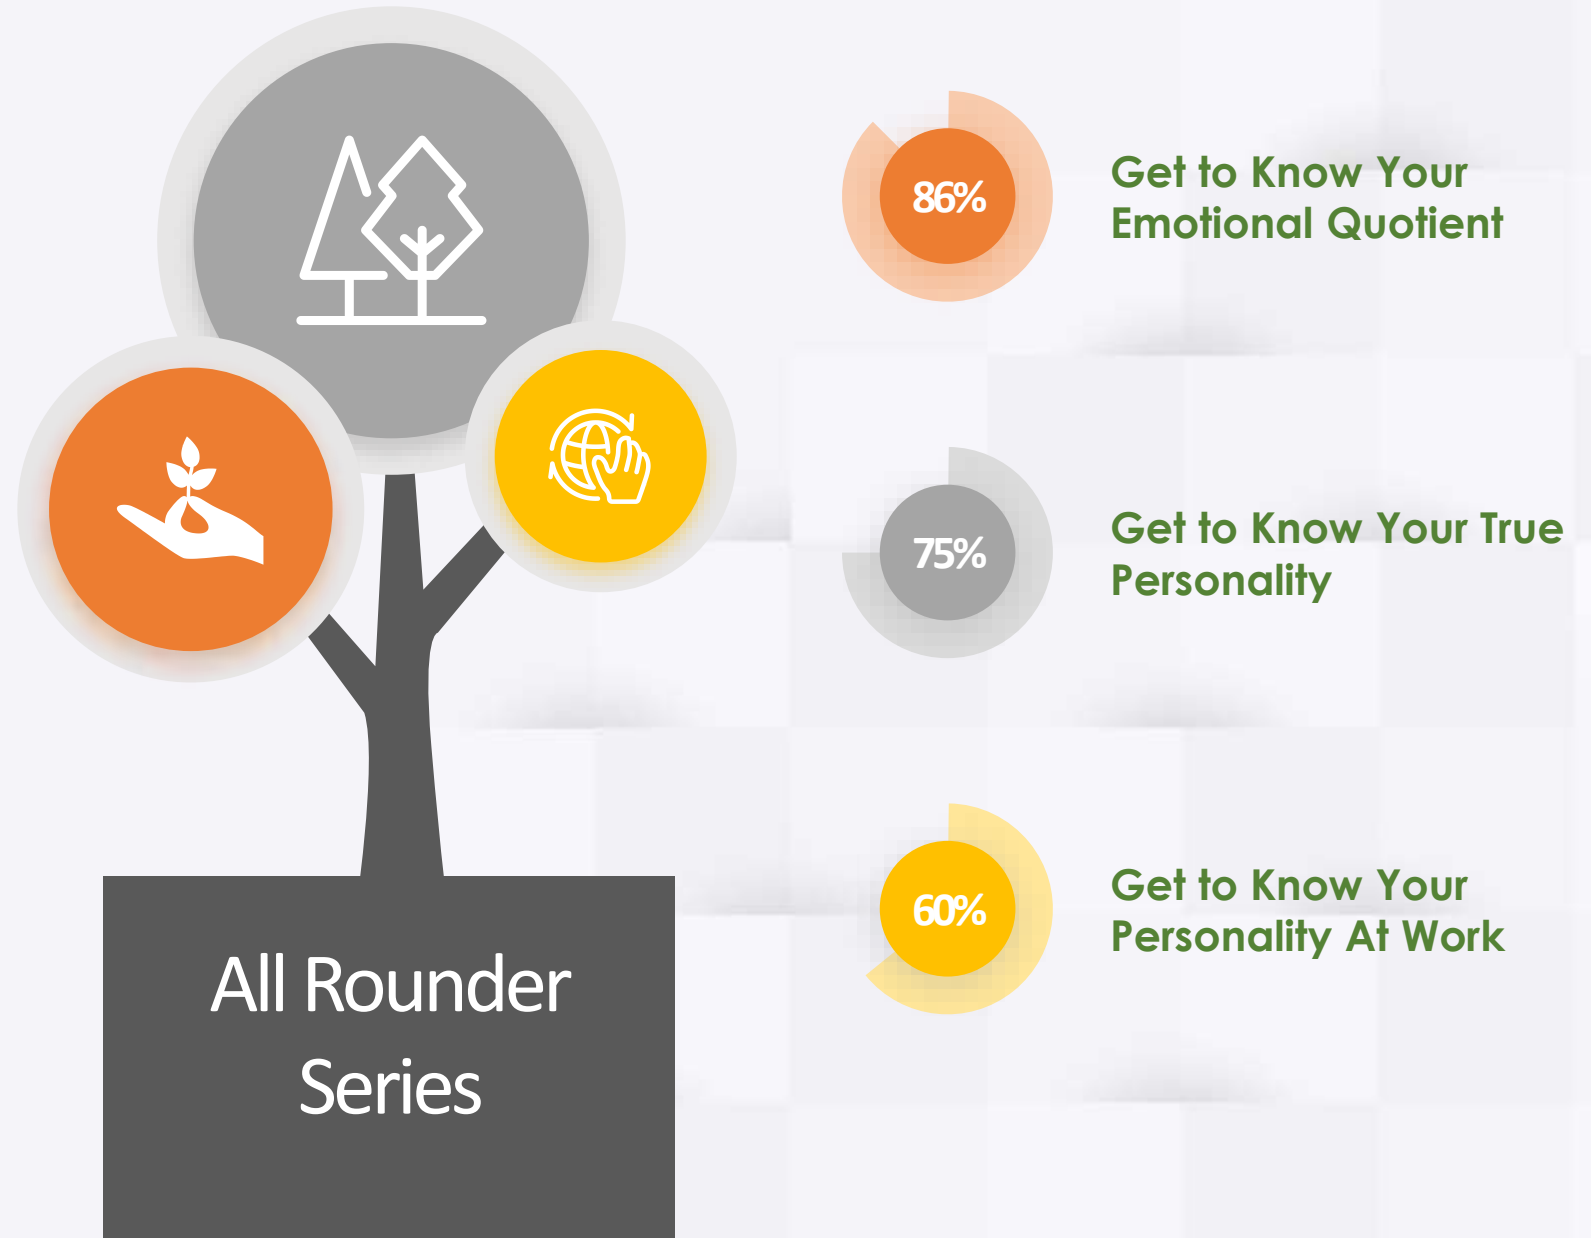 86%
Get to Know Your
Emotional Quotient
75%
Get to Know Your True
Personality
60%
Get to Know Your
Personality At Work
All Rounder
Series